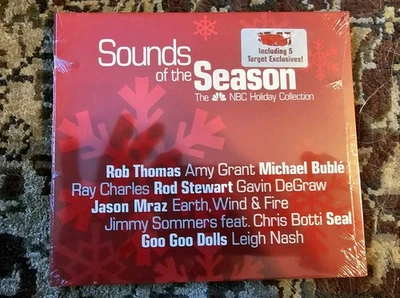 Sounds
of the Season
The NBC Holiday Collection
Including 5
Target Exclusives!
Rob Thomas Amy Grant Michael Bublé
Ray Charles Rod Stewart Gavin DeGraw
Jason Mraz Earth, Wind & Fire
Jimmy Sommers feat. Chris Botti Seal
Goo Goo Dolls Leigh Nash